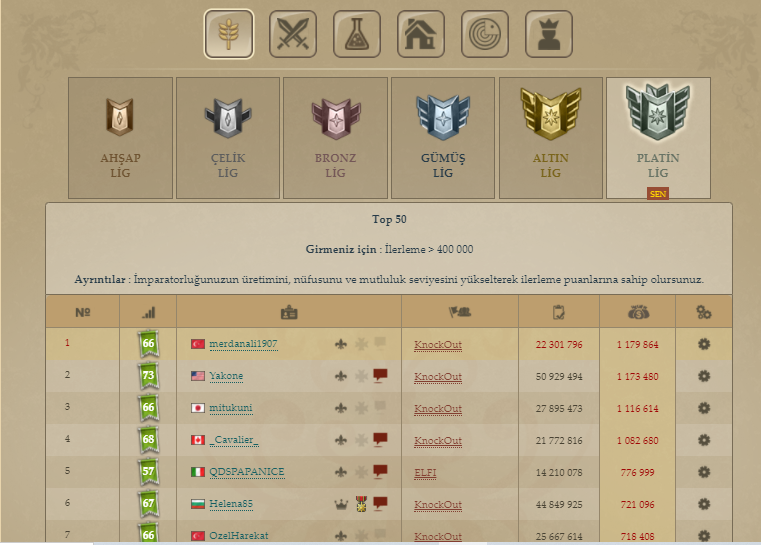 AHŞAP LİG
ÇELİK LİG
BRONZ LİG
GÜMÜŞ LİG
ALTIN LİG
PLATİN LİG
SEN
Top 50
Girmeniz için : İlerleme > 400 000
Ayrıntılar : İmparatorluğunuzun üretimini, nüfusunu ve mutluluk seviyesini yükselterek ilerleme puanlarına sahip olursunuz.
№
1 66 merdanali1907 KnockOut 22 301 796 1 179 864
2 73 Yakone KnockOut 50 929 494 1 173 480
3 66 mitukuni KnockOut 27 895 473 1 116 614
4 68 _Cavalier_ KnockOut 21 772 816 1 082 680
5 57 QDSPAPANICE ELFI 14 210 078 776 999
6 67 Helena85 KnockOut 44 849 925 721 096
7 66 OzelHarekat KnockOut 25 667 614 718 408